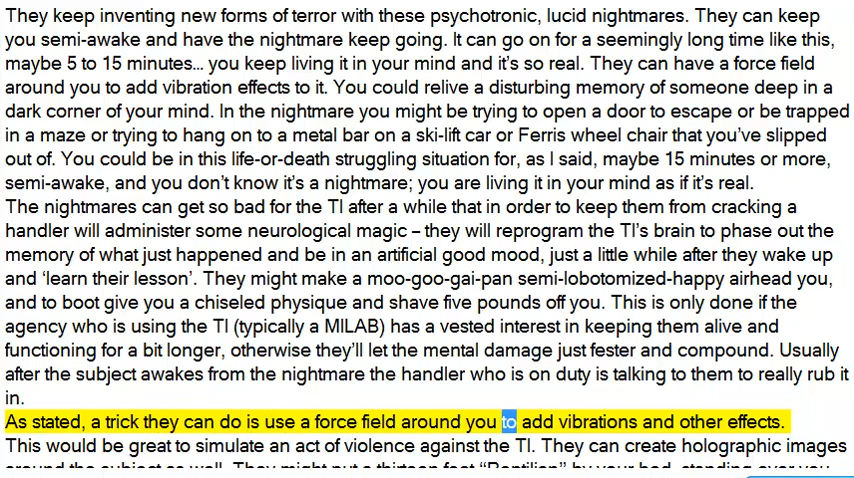 They keep inventing new forms of terror with these psychotronic, lucid nightmares. They can keep
you semi-awake and have the nightmare keep going. It can go on for a seemingly long time like this,
maybe 5 to 15 minutes… you keep living it in your mind and it’s so real. They can have a force field
around you to add vibration effects to it. You could relive a disturbing memory of someone deep in a
dark corner of your mind. In the nightmare you might be trying to open a door to escape or be trapped
in a maze or trying to hang on to a metal bar on a ski-lift car or Ferris wheel chair that you’ve slipped
out of. You could be in this life-or-death struggling situation for, as I said, maybe 15 minutes or more,
semi-awake, and you don’t know it’s a nightmare; you are living it in your mind as if it’s real.
The nightmares can get so bad for the TI after a while that in order to keep them from cracking a
handler will administer some neurological magic – they will reprogram the TI’s brain to phase out the
memory of what just happened and be in an artificial good mood, just a little while after they wake up
and ‘learn their lesson’. They might make a moo-goo-gai-pan semi-lobotomized-happy airhead you,
and to boot give you a chiseled physique and shave five pounds off you. This is only done if the
agency who is using the TI (typically a MILAB) has a vested interest in keeping them alive and
functioning for a bit longer, otherwise they’ll let the mental damage just fester and compound. Usually
after the subject awakes from the nightmare the handler who is on duty is talking to them to really rub it
in.
As stated, a trick they can do is use a force field around you to add vibrations and other effects.
This would be great to simulate an act of violence against the TI. They can create holographic images
around the subject as well. They might put a thirteen foot “Reptilian” by your bed, standing over you